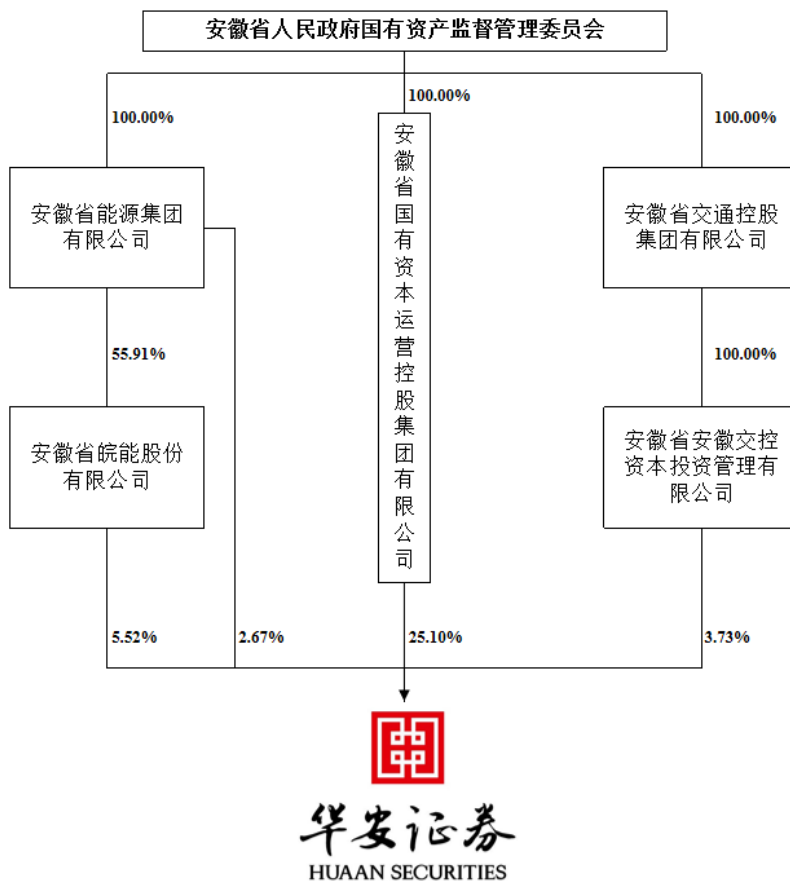 安徽省人民政府国有资产监督管理委员会
100.00%
100.00%
100.00%
安徽省能源集团
有限公司
安徽省国有资本运营控股集团有限公司
安徽省交通控股
集团有限公司
55.91%
100.00%
安徽省皖能股份
有限公司
安徽省安徽交控
资本投资管理有
限公司
5.52%
2.67%
25.10%
3.73%
华安证券
HUAAN SECURITIES